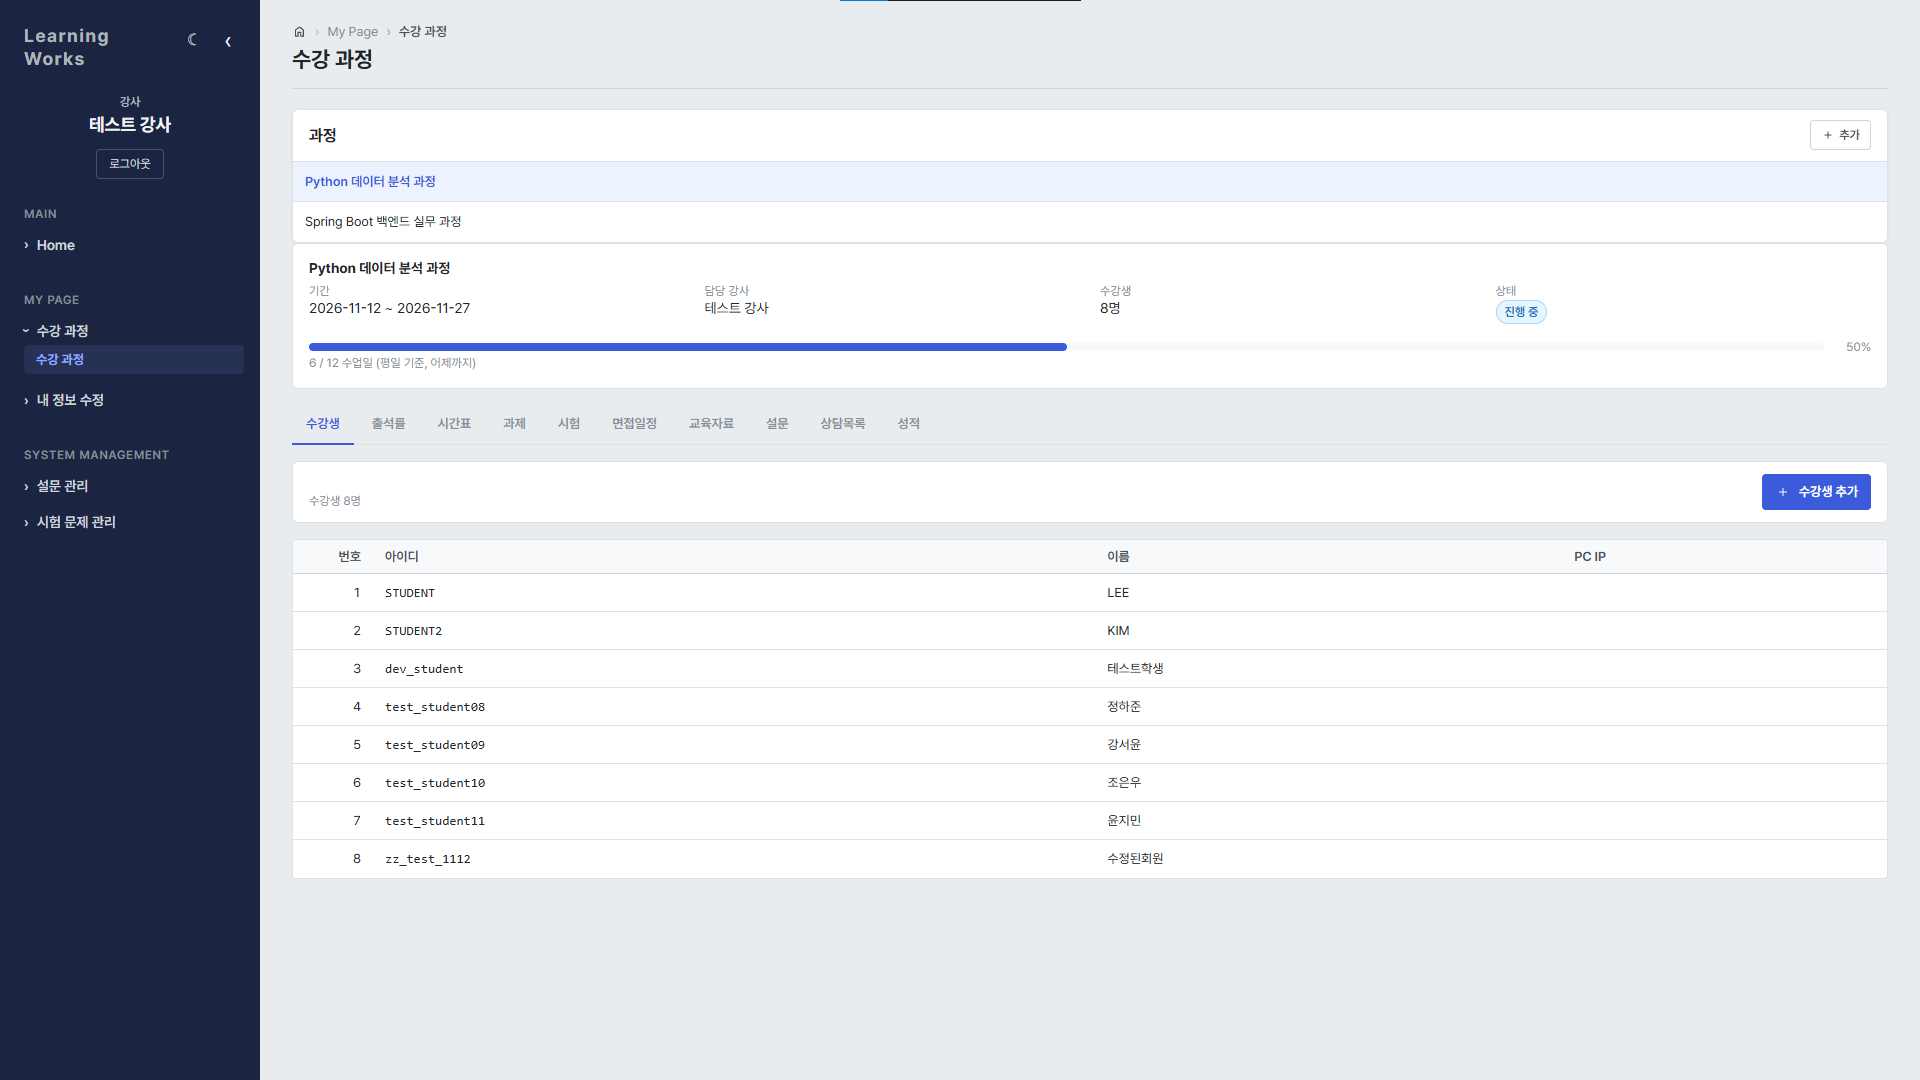 Learning
Works
강사
테스트 강사
로그아웃
MAIN
Home
MY PAGE
수강 과정
수강 과정
내 정보 수정
SYSTEM MANAGEMENT
설문 관리
시험 문제 관리
My Page › 수강 과정
수강 과정
과정
+ 추가
Python 데이터 분석 과정
Spring Boot 백엔드 실무 과정
Python 데이터 분석 과정
기간 담당 강사 수강생 상태
2026-11-12 ~ 2026-11-27 테스트 강사 8명 진행 중
50%
6 / 12 수업일 (평일 기준, 어제까지)
수강생 출석률 시간표 과제 시험 면접일정 교육자료 설문 상담목록 성적
수강생 8명
+ 수강생 추가
번호 아이디 이름 PC IP
1 STUDENT LEE
2 STUDENT2 KIM
3 dev_student 테스트학생
4 test_student08 정하준
5 test_student09 강서윤
6 test_student10 조은우
7 test_student11 윤지민
8 zz_test_1112 수정된회원